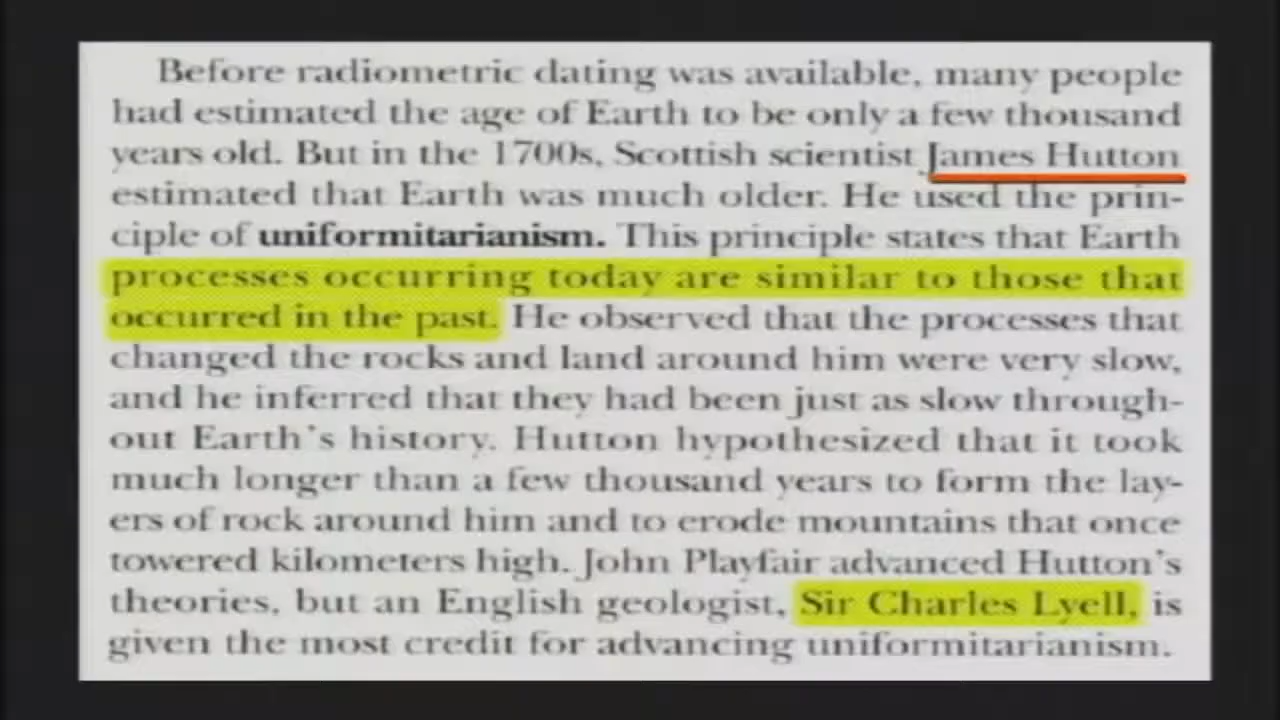 Before radiometric dating was available, many people
had estimated the age of Earth to be only a few thousand
years old. But in the 1700s, Scottish scientist James Hutton
estimated that Earth was much older. He used the prin-
ciple of uniformitarianism. This principle states that Earth
processes occurring today are similar to those that
occurred in the past. He observed that the processes that
changed the rocks and land around him were very slow,
and he inferred that they had been just as slow through-
out Earth's history. Hutton hypothesized that it took
much longer than a few thousand years to form the lay-
ers of rock around him and to erode mountains that once
towered kilometers high. John Playfair advanced Hutton's
theories, but an English geologist, Sir Charles Lyell, is
given the most credit for advancing uniformitarianism.